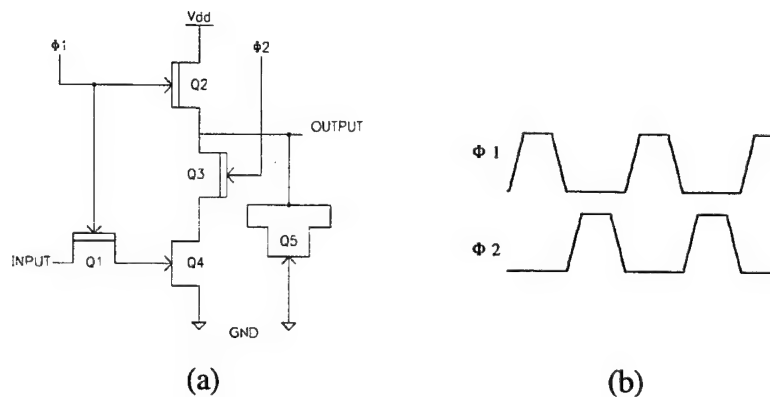 Vdd
Φ1
Φ2
Q2
OUTPUT
Q3
Q5
INPUT
Q1
Q4
GND
Φ 1
Φ 2
(a)
(b)